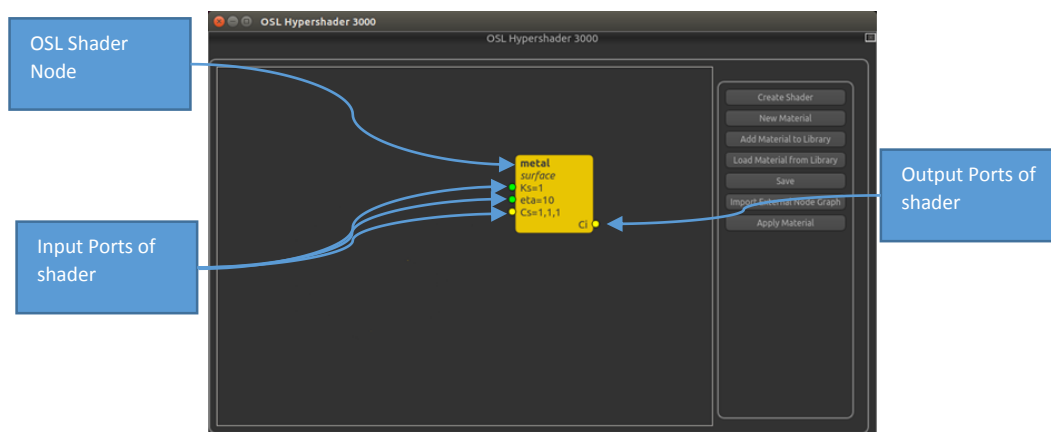 OSL Hypershader 3000
OSL Hypershader 3000
OSL Shader
Node
metal
surface
Ks=1
eta=10
Cs=1,1,1
Ci
Input Ports of
shader
Create Shader
New Material
Add Material to Library
Load Material from Library
Save
Import External Node Graph
Apply Material
Output Ports of
shader